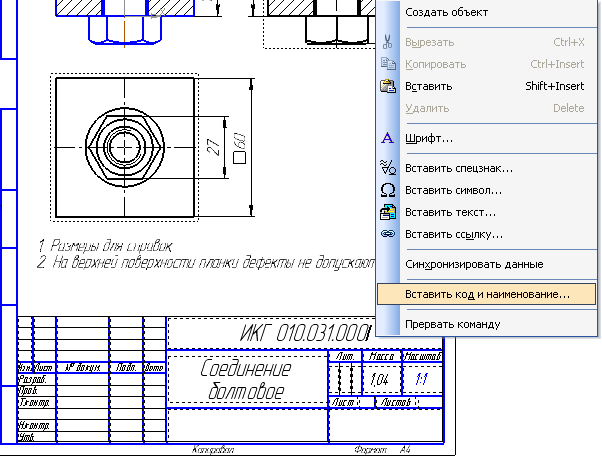 Создать объект
Вырезать Ctrl+X
Копировать Ctrl+Insert
Вставить Shift+Insert
Удалить Delete
Шрифт...
Вставить спецзнак...
Вставить символ...
Вставить текст...
Вставить ссылку...
Синхронизировать данные
Вставить код и наименование...
Прервать команду
27
□60
1 Размеры для справок
2 На верхней поверхности планки дефекты не допускают
ИКГ 010.031.000
Соединение
болтовое
Лит. Масса Масштаб
1,04 1:1
Лист Листов 1
Изм. Лист № докум. Подп. Дата
Разраб.
Пров.
Т.контр.
Н.контр.
Утв.
Копировал Формат А4